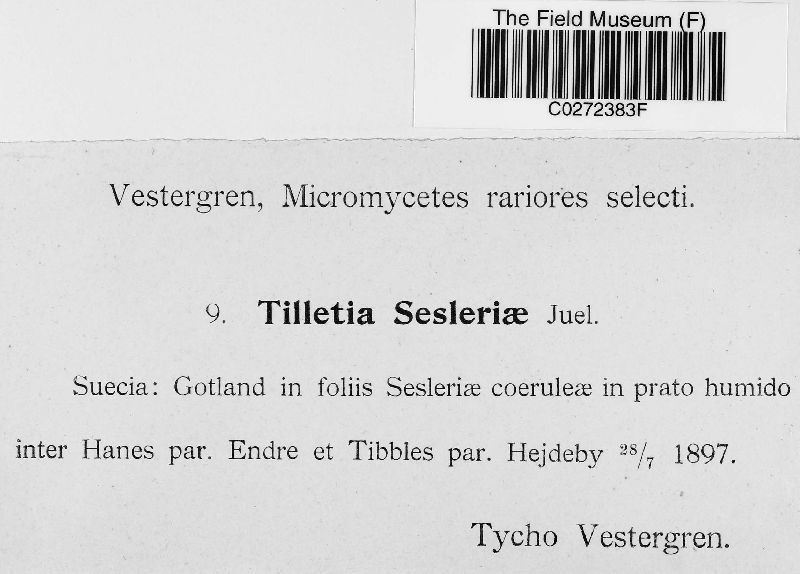 The Field Museum (F)
C0272383F
Vestergren, Micromycetes rariores selecti.
9. Tilletia Sesleriæ Juel.
Suecia: Gotland in foliis Sesleriæ coeruleæ in prato humido
inter Hanes par. Endre et Tibbles par. Hejdeby 28/7 1897.
Tycho Vestergren.